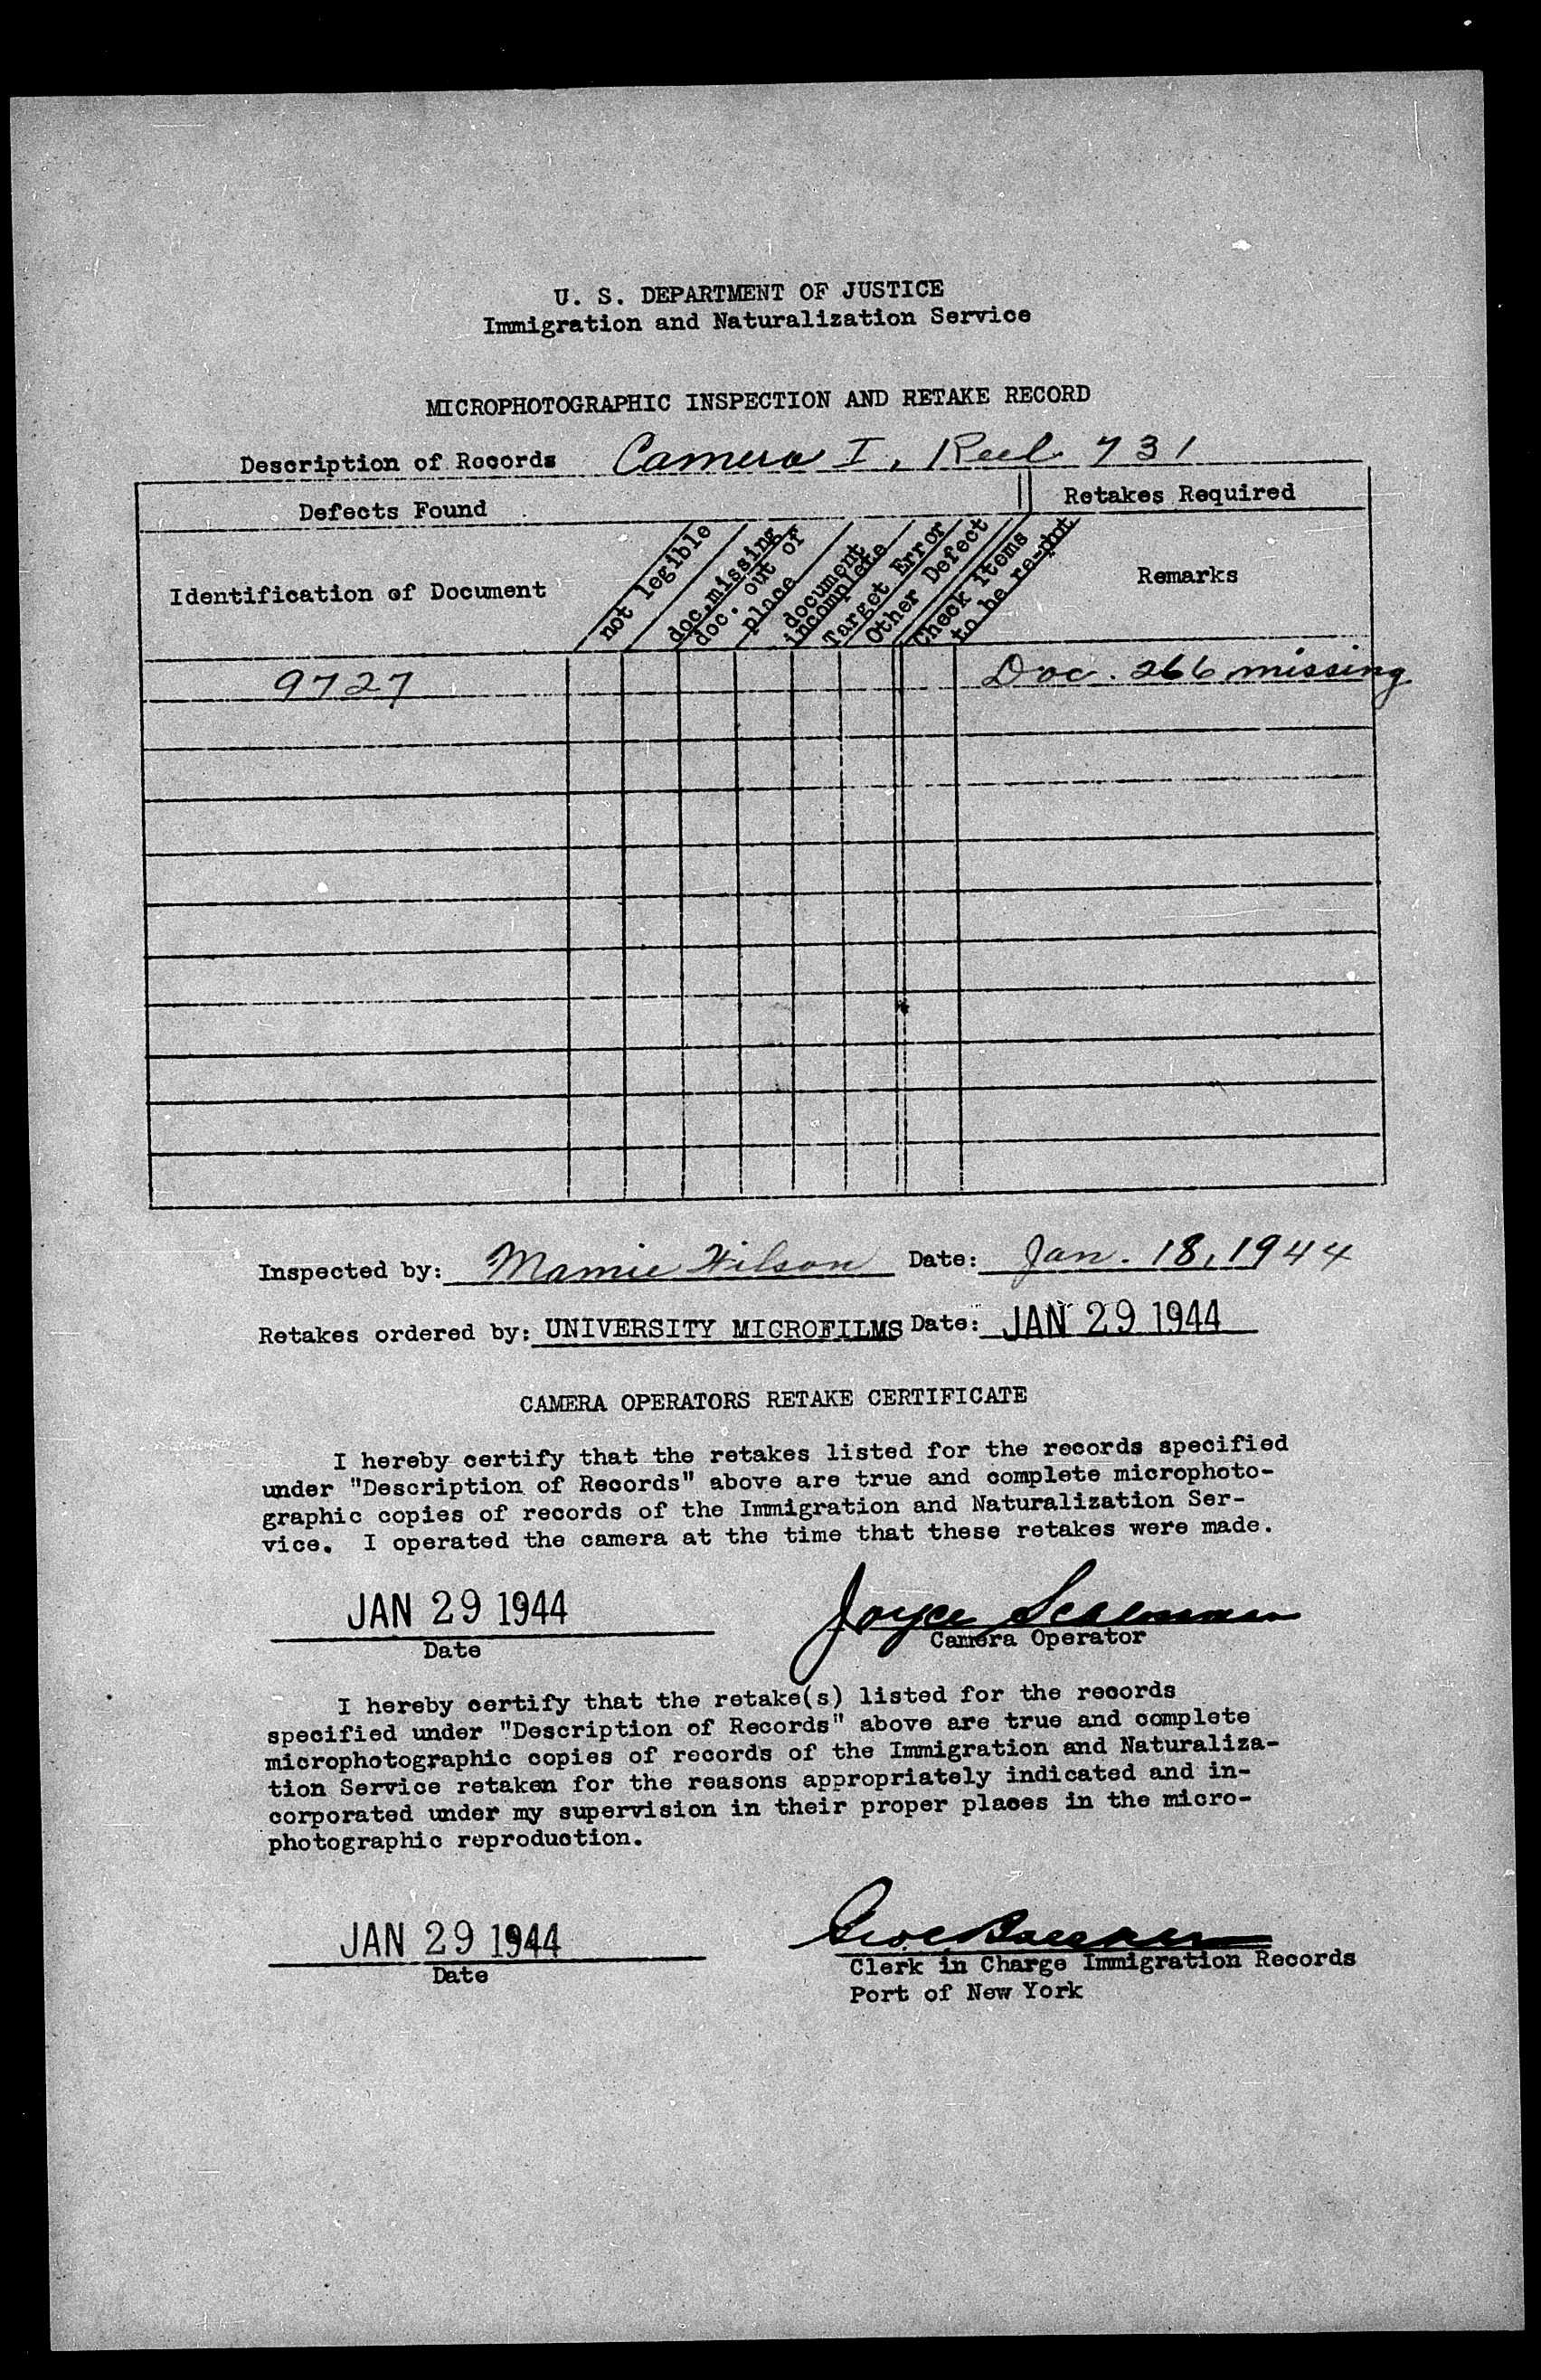 U. S. DEPARTMENT OF JUSTICE
Immigration and Naturalization Service
MICROPHOTOGRAPHIC INSPECTION AND RETAKE RECORD
Description of Records Camera I, Reel 731
Defects Found
Retakes Required
Identification of Document
not legible
doc. missing
doc. out of
place
document
incomplete
Target Error
Other Defect
Check items
to be re-phot
Remarks
9727
Doc. 266 missing
Inspected by: Mamie Wilson Date: Jan. 18, 1944
Retakes ordered by: UNIVERSITY MICROFILMS Date: JAN 29 1944
CAMERA OPERATORS RETAKE CERTIFICATE
I hereby certify that the retakes listed for the records specified
under "Description of Records" above are true and complete microphoto-
graphic copies of records of the Immigration and Naturalization Ser-
vice. I operated the camera at the time that these retakes were made.
JAN 29 1944
Joyce
Date
Camera Operator
I hereby certify that the retake(s) listed for the records
specified under "Description of Records" above are true and complete
microphotographic copies of records of the Immigration and Naturaliza-
tion Service retaken for the reasons appropriately indicated and in-
corporated under my supervision in their proper places in the micro-
photographic reproduction.
JAN 29 1944
Date
Clerk in Charge Immigration Records
Port of New York